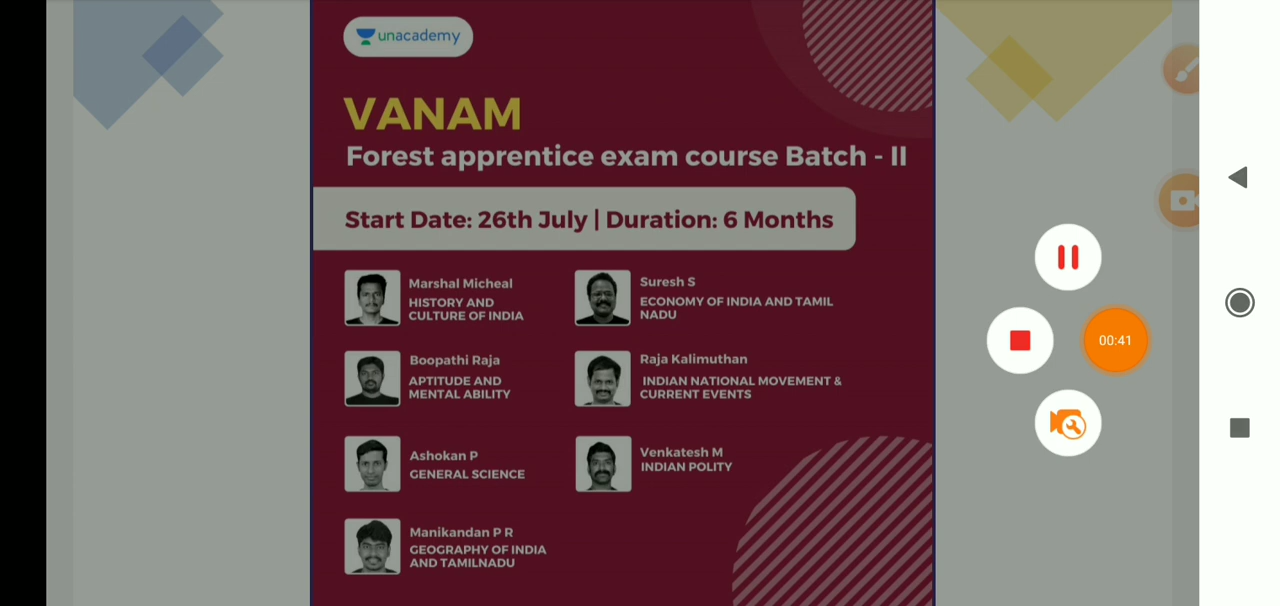 unacademy
VANAM
Forest apprentice exam course Batch - II
Start Date: 26th July | Duration: 6 Months
Marshal Micheal
HISTORY AND
CULTURE OF INDIA
Suresh S
ECONOMY OF INDIA AND TAMIL
NADU
Boopathi Raja
APTITUDE AND
MENTAL ABILITY
Raja Kalimuthan
INDIAN NATIONAL MOVEMENT &
CURRENT EVENTS
Ashokan P
GENERAL SCIENCE
Venkatesh M
INDIAN POLITY
Manikandan P R
GEOGRAPHY OF INDIA
AND TAMILNADU
00:41